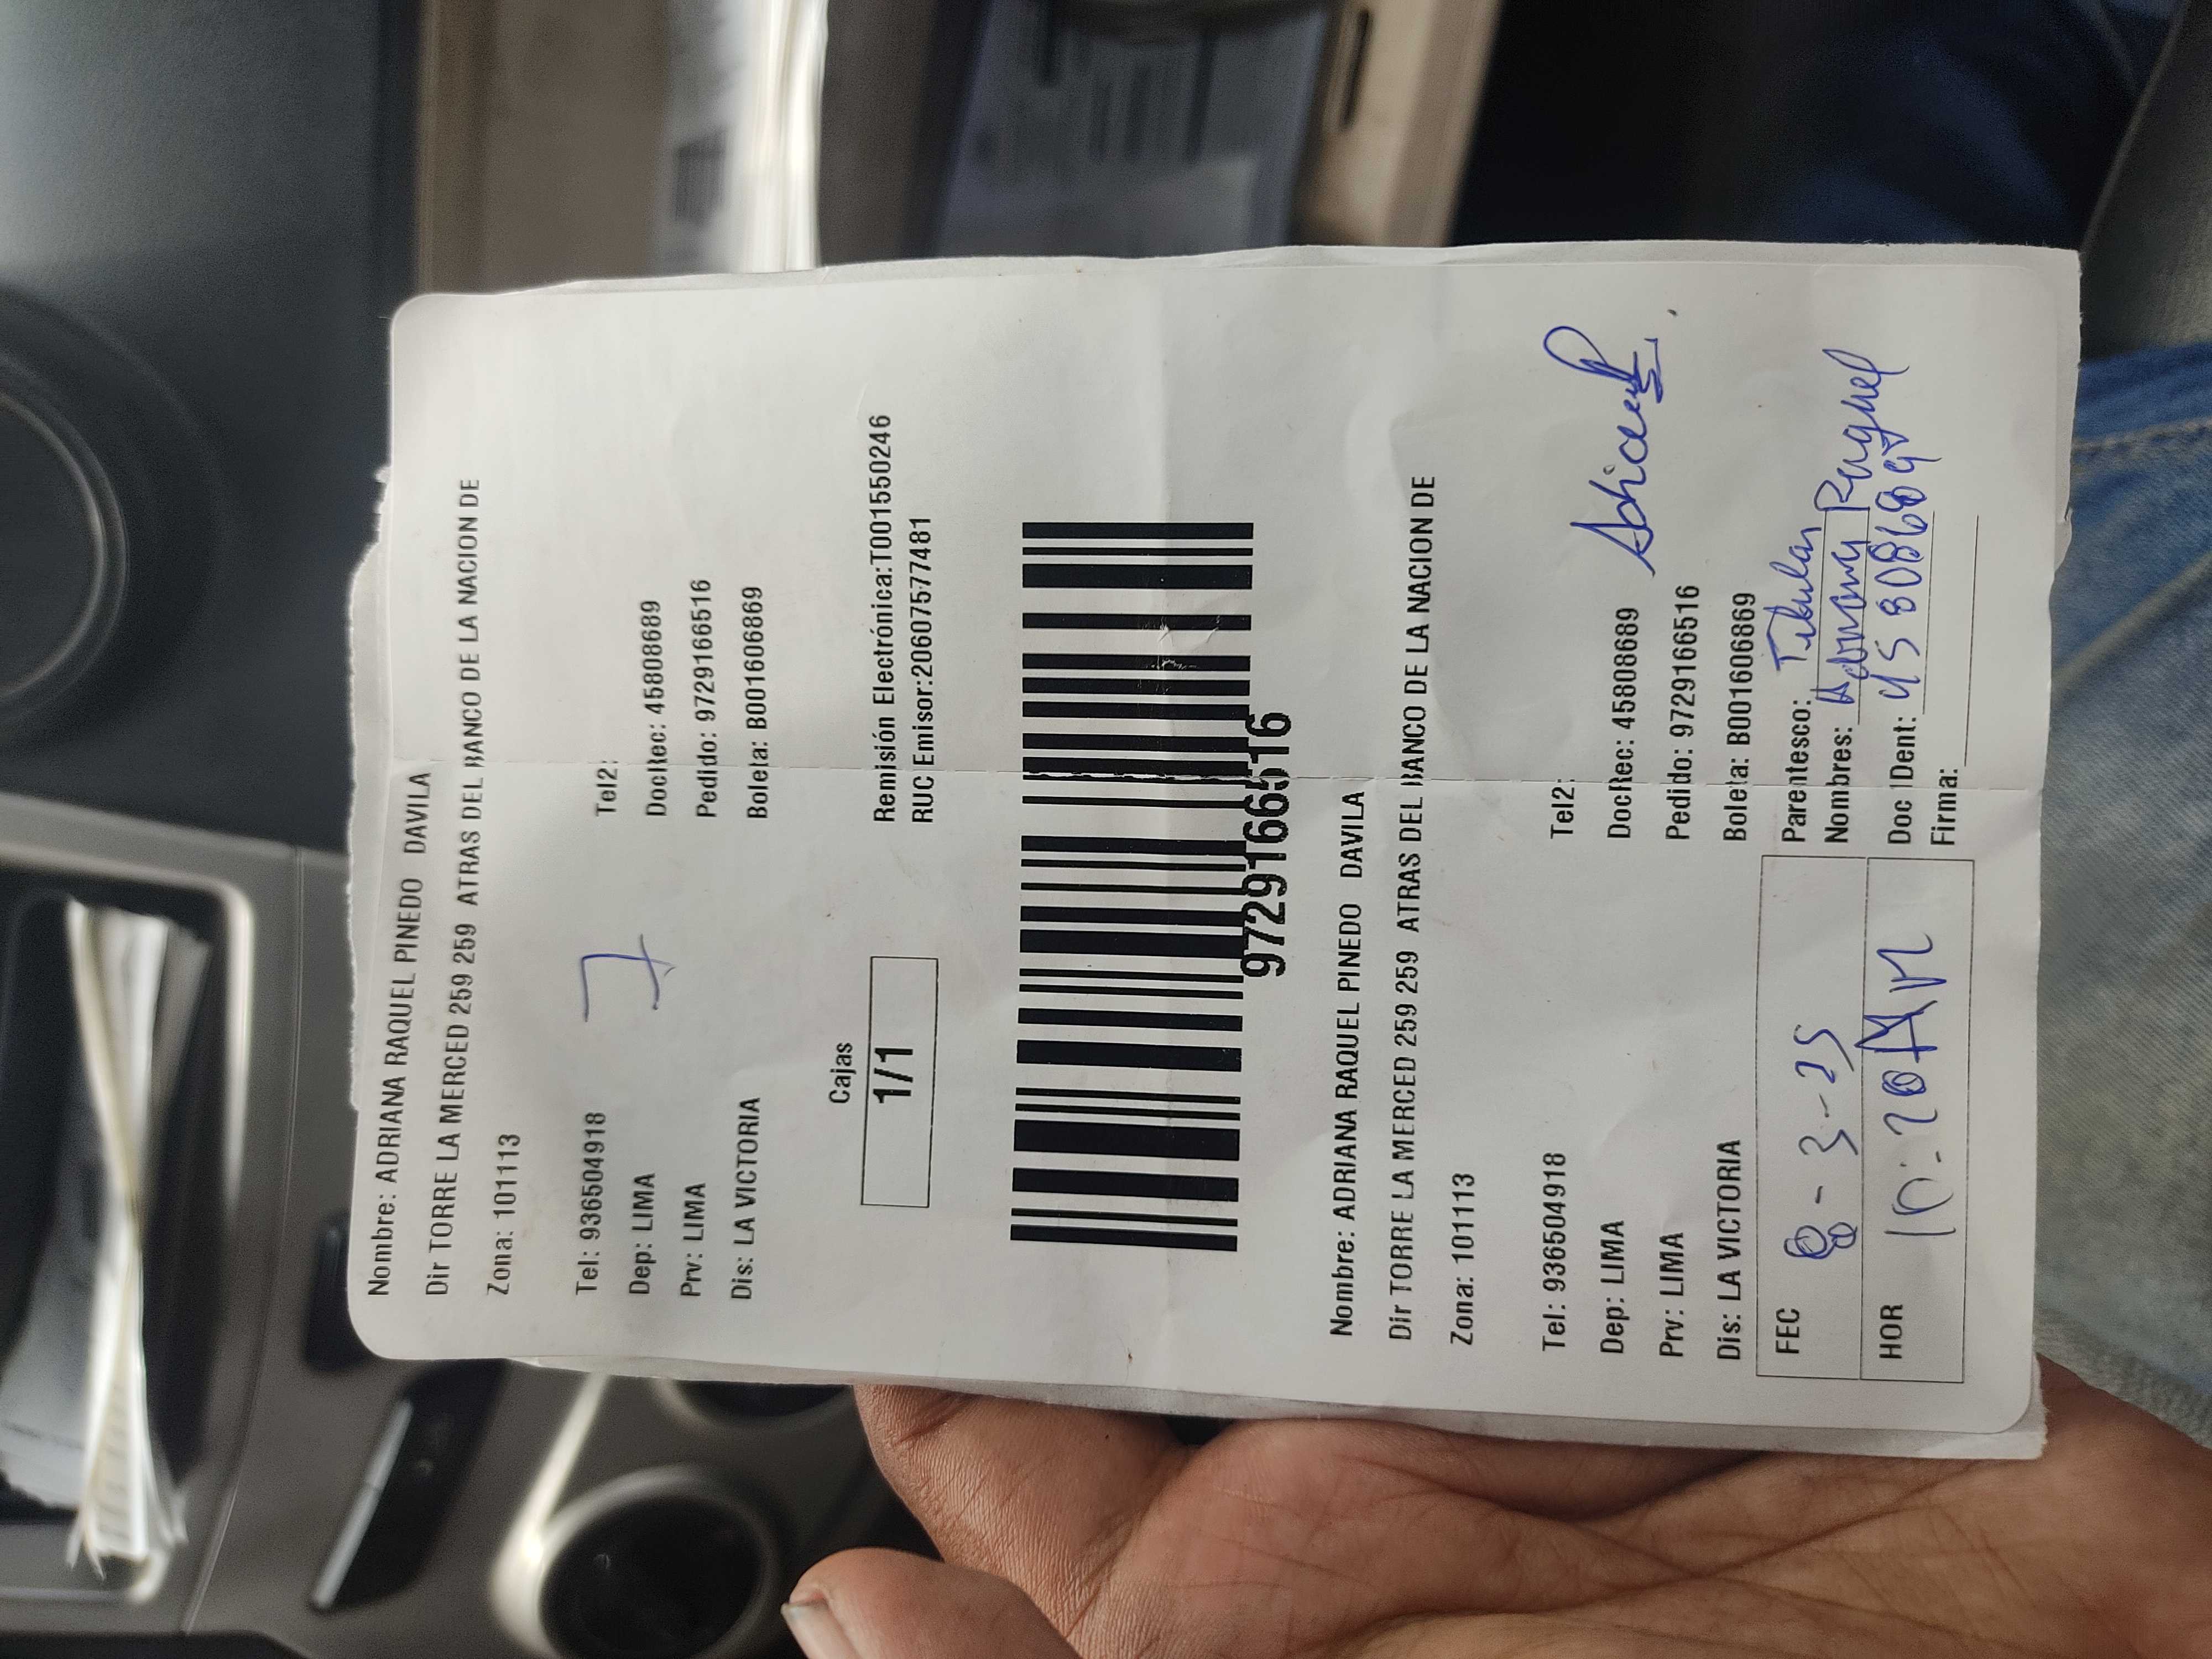 Nombre: ADRIANA RAQUEL PINEDO DAVILA
Dir TORRE LA MERCED 259 259 ATRAS DEL BANCO DE LA NACION DE
Zona: 101113
7
Tel: 936504918 Tel2:
Dep: LIMA DocRec: 45808689
Prv: LIMA Pedido: 9729166516
Dis: LA VICTORIA Boleta: B001606869
Cajas
1/1
Remisión Electrónica:T001550246
RUC Emisor:20607577481
9729166516
Nombre: ADRIANA RAQUEL PINEDO DAVILA
Dir TORRE LA MERCED 259 259 ATRAS DEL BANCO DE LA NACION DE
Zona: 101113
Tel: 936504918 Tel2:
Dep: LIMA DocRec: 45808689
Prv: LIMA Pedido: 9729166516
Dis: LA VICTORIA Boleta: B001606869
FEC 8-3-25 Parentesco: Titular
HOR 10:20AM Nombres: Adriana Raquel
Doc IDent: 45808689
Firma: